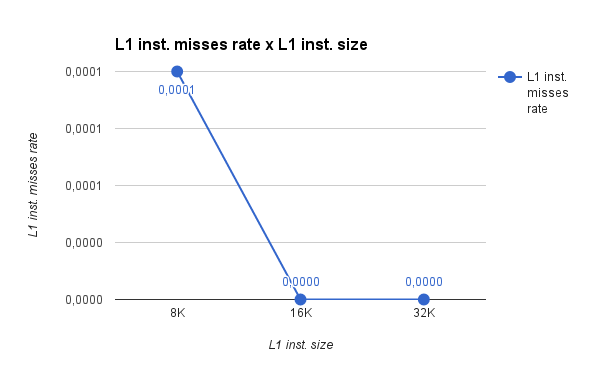 L1 inst. misses rate x L1 inst. size
0,0001
0,0001
0,0001
0,0000
0,0000
L1 inst. misses rate
0,0001
0,0000
0,0000
8K
16K
32K
L1 inst. size
L1 inst.
misses
rate